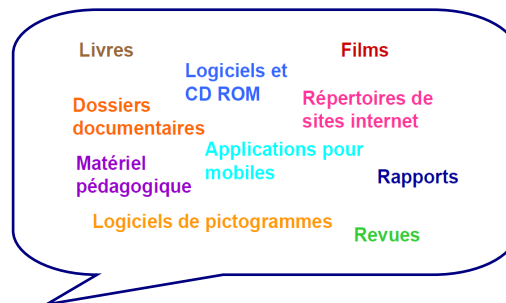 Livres
Films
Logiciels et
CD ROM
Répertoires de
sites internet
Dossiers
documentaires
Applications pour
mobiles
Matériel
pédagogique
Rapports
Logiciels de pictogrammes
Revues